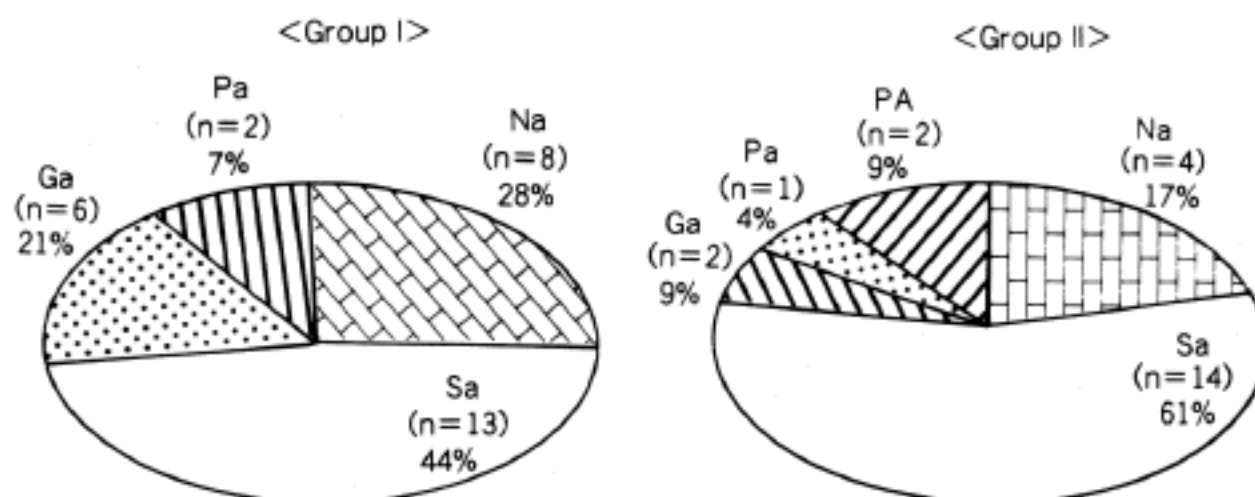 <Group I>
Pa
(n=2)
7%
Na
(n=8)
28%
Ga
(n=6)
21%
Sa
(n=13)
44%
<Group II>
PA
(n=2)
9%
Na
(n=4)
17%
Pa
(n=1)
4%
Ga
(n=2)
9%
Sa
(n=14)
61%